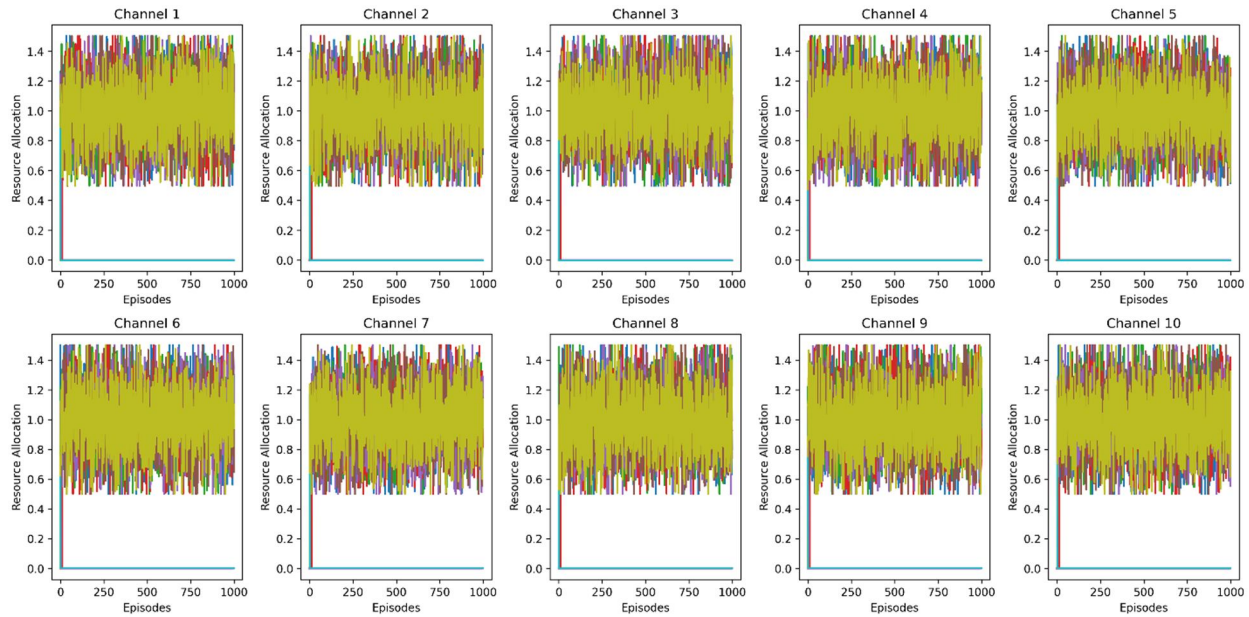 Channel 1 Channel 2 Channel 3 Channel 4 Channel 5
Resource Allocation Resource Allocation Resource Allocation Resource Allocation Resource Allocation
1.4 1.4 1.4 1.4 1.4
1.2 1.2 1.2 1.2 1.2
1.0 1.0 1.0 1.0 1.0
0.8 0.8 0.8 0.8 0.8
0.6 0.6 0.6 0.6 0.6
0.4 0.4 0.4 0.4 0.4
0.2 0.2 0.2 0.2 0.2
0.0 0.0 0.0 0.0 0.0
0 250 500 750 1000 0 250 500 750 1000 0 250 500 750 1000 0 250 500 750 1000 0 250 500 750 1000
Episodes Episodes Episodes Episodes Episodes
Channel 6 Channel 7 Channel 8 Channel 9 Channel 10
Resource Allocation Resource Allocation Resource Allocation Resource Allocation Resource Allocation
1.4 1.4 1.4 1.4 1.4
1.2 1.2 1.2 1.2 1.2
1.0 1.0 1.0 1.0 1.0
0.8 0.8 0.8 0.8 0.8
0.6 0.6 0.6 0.6 0.6
0.4 0.4 0.4 0.4 0.4
0.2 0.2 0.2 0.2 0.2
0.0 0.0 0.0 0.0 0.0
0 250 500 750 1000 0 250 500 750 1000 0 250 500 750 1000 0 250 500 750 1000 0 250 500 750 1000
Episodes Episodes Episodes Episodes Episodes